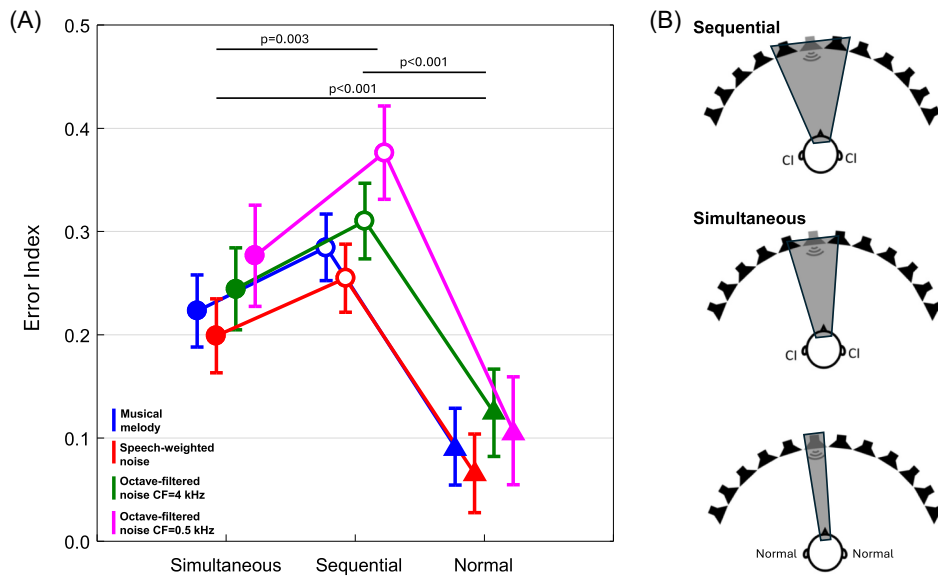 (A)
0.5
0.4
0.3
0.2
0.1
0.0
Error Index
p=0.003
p<0.001
p<0.001
Musical
melody
Speech-weighted
noise
Octave-filtered
noise CF=4 kHz
Octave-filtered
noise CF=0.5 kHz
Simultaneous
Sequential
Normal
(B)
Sequential
CI
CI
Simultaneous
CI
CI
Normal
Normal